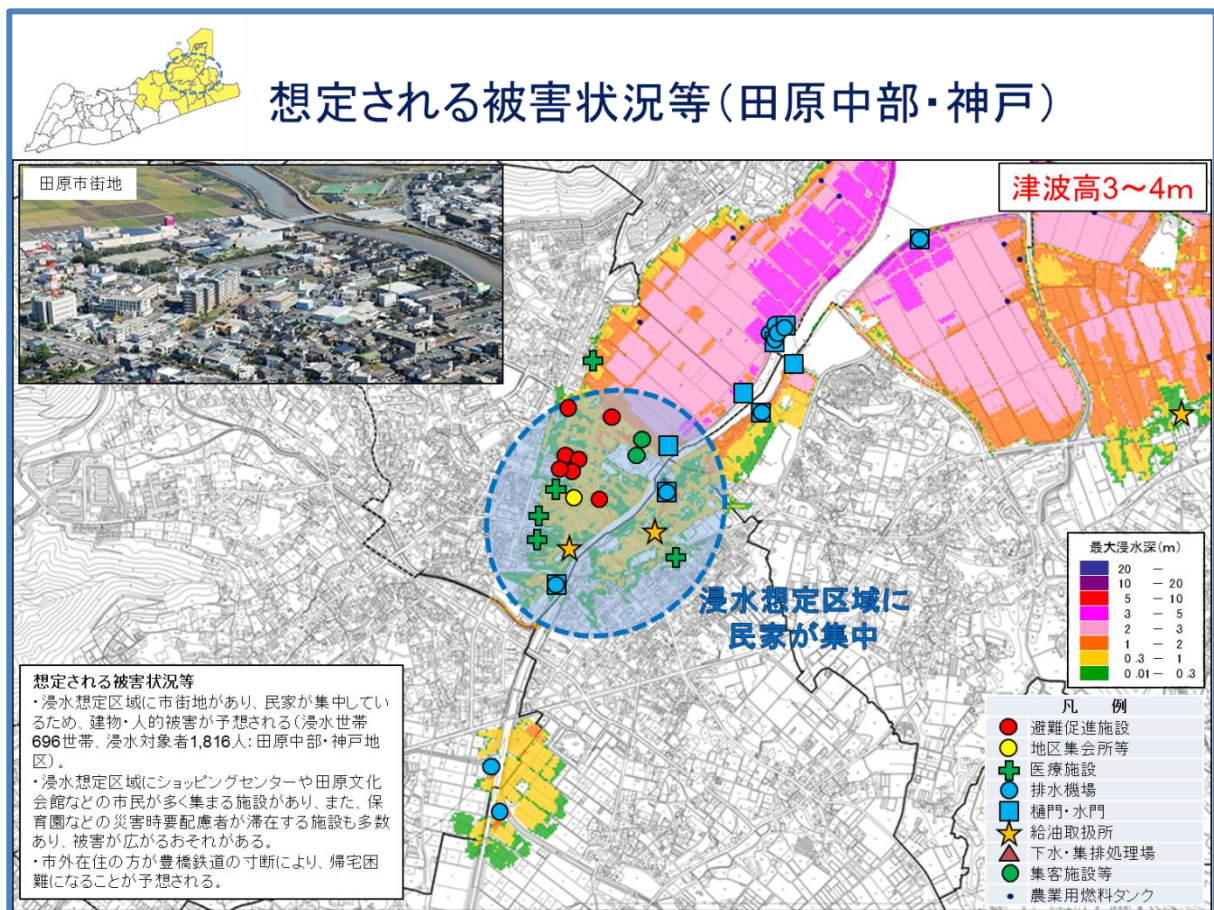 想定される被害状況等(田原中部・神戸)
田原市街地
津波高3～4m
浸水想定区域に
民家が集中
最大浸水深(m)
20 －
10 － 20
5 － 10
3 － 5
2 － 3
1 － 2
0.3 － 1
0.01－ 0.3
想定される被害状況等
・浸水想定区域に市街地があり、民家が集中してい
るため、建物・人的被害が予想される(浸水世帯
696世帯、浸水対象者1,816人:田原中部・神戸地
区)。
・浸水想定区域にショッピングセンターや田原文化
会館などの市民が多く集まる施設があり、また、保
育園などの災害時要配慮者が滞在する施設も多数
あり、被害が広がるおそれがある。
・市外在住の方が豊橋鉄道の寸断により、帰宅困
難になることが予想される。
凡 例
避難促進施設
地区集会所等
医療施設
排水機場
樋門・水門
給油取扱所
下水・集排処理場
集客施設等
農業用燃料タンク